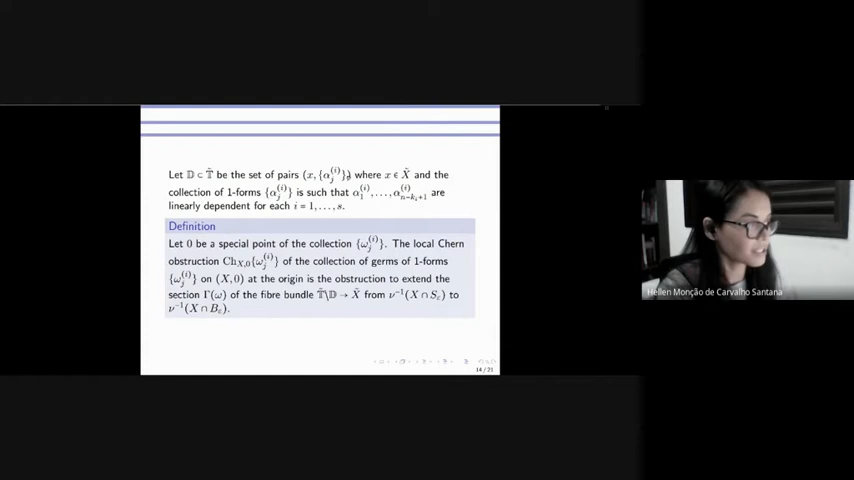 Let 𝔻 ⊂ 𝕋̃ be the set of pairs (x, {α_j^{(i)}}) where x ∈ X̃ and the
collection of 1-forms {α_j^{(i)}} is such that α_1^{(i)}, . . . , α_{n−k_i+1}^{(i)} are
linearly dependent for each i = 1, . . . , s.
Definition
Let 0 be a special point of the collection {ω_j^{(i)}}. The local Chern
obstruction Ch_{X,0}{ω_j^{(i)}} of the collection of germs of 1-forms
{ω_j^{(i)}} on (X, 0) at the origin is the obstruction to extend the
section Γ(ω) of the fibre bundle 𝕋̃\𝔻 → X̃ from ν^{−1}(X ∩ S_ε) to
ν^{−1}(X ∩ B_ε).
14 / 21
Hellen Monção de Carvalho Santana